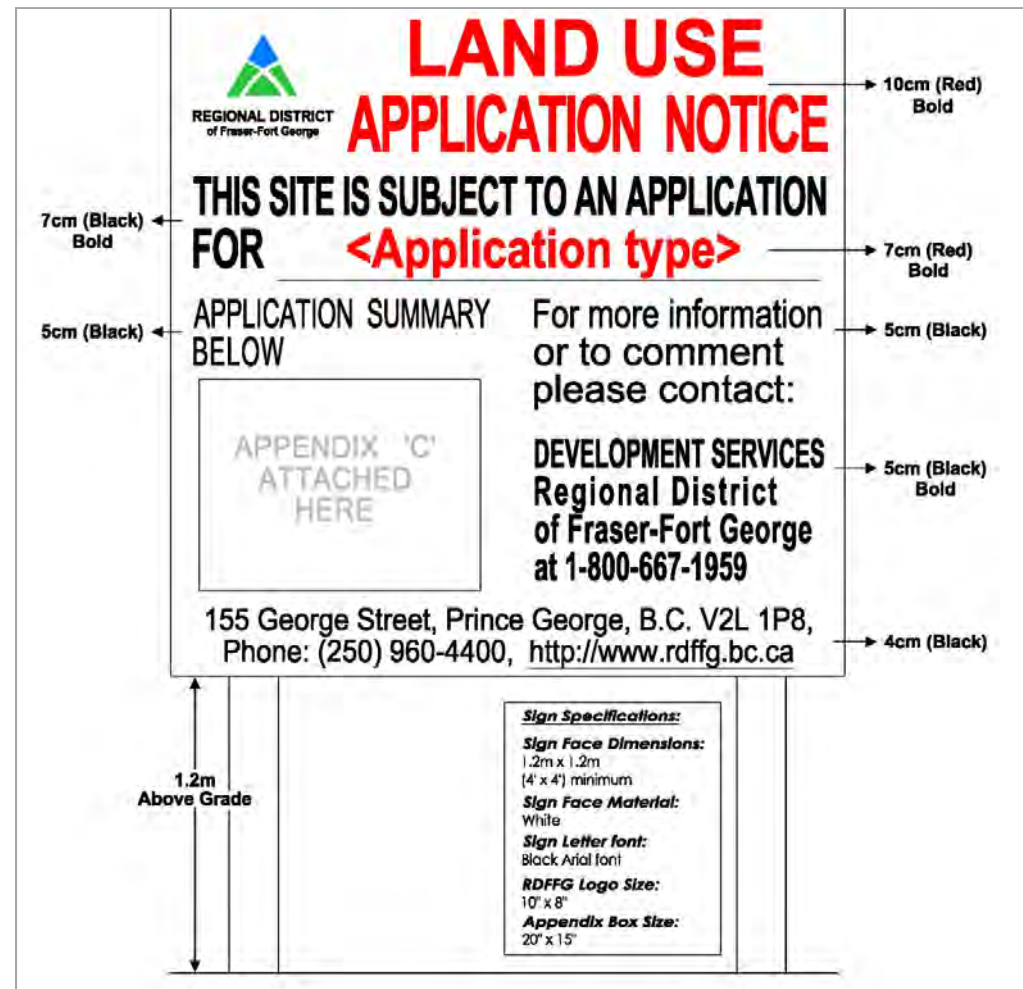 LAND USE
APPLICATION NOTICE
REGIONAL DISTRICT
of Fraser-Fort George
10cm (Red)
Bold
THIS SITE IS SUBJECT TO AN APPLICATION
FOR <Application type>
7cm (Black)
Bold
7cm (Red)
Bold
APPLICATION SUMMARY
BELOW
5cm (Black)
APPENDIX 'C'
ATTACHED
HERE
For more information
or to comment
please contact:
5cm (Black)
DEVELOPMENT SERVICES
Regional District
of Fraser-Fort George
at 1-800-667-1959
5cm (Black)
Bold
155 George Street, Prince George, B.C. V2L 1P8,
Phone: (250) 960-4400, http://www.rdffg.bc.ca
4cm (Black)
1.2m
Above Grade
Sign Specifications:
Sign Face Dimensions:
1.2m x 1.2m
(4' x 4') minimum
Sign Face Material:
White
Sign Letter font:
Black Arial font
RDFFG Logo Size:
10" x 8"
Appendix Box Size:
20" x 15"